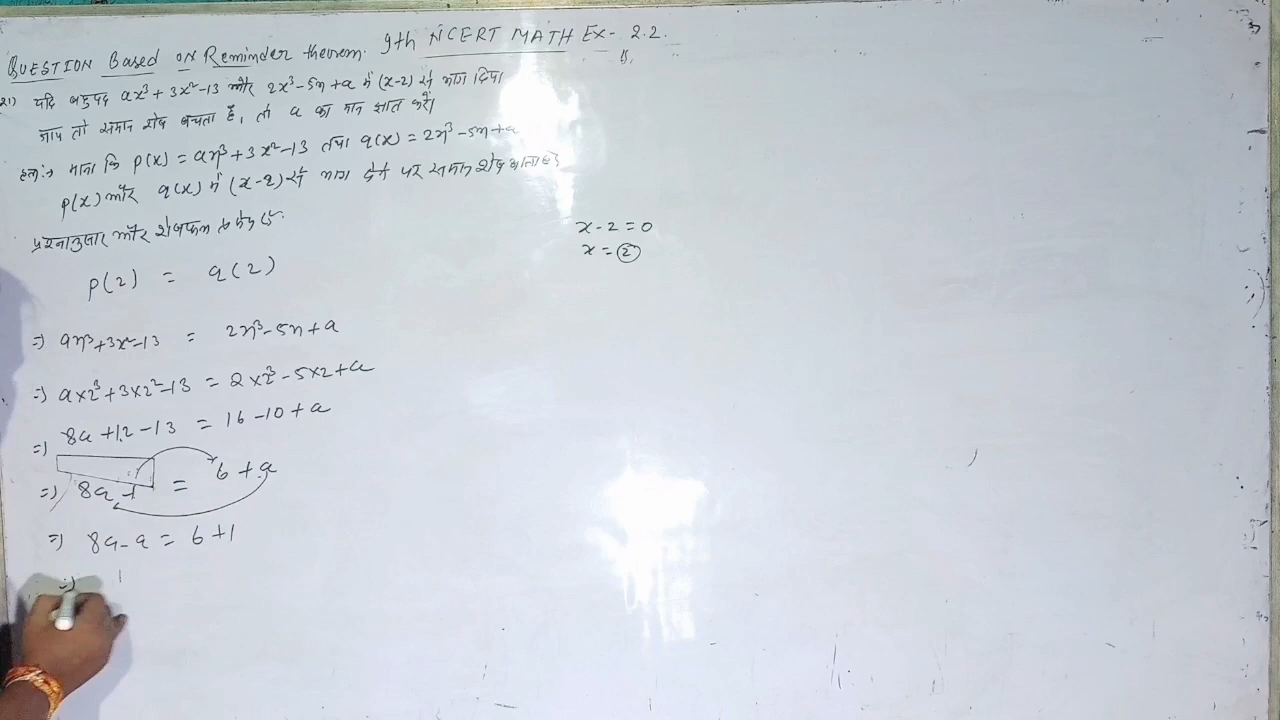 QUESTION Based on Reminder theorem. 9th NCERT MATH EX- 2.2.
21) यदि बहुपद ax³ + 3x² -13 और 2x³ -5x + a में (x-2) से भाग दिया
जाए तो समान शेष बचता है, तो a का मान ज्ञात करें।
हल:→ माना कि p(x) = ax³ + 3x² -13 तथा q(x) = 2x³ -5x + a
p(x) और q(x) में (x-2) से भाग देने पर समान शेष आता है
प्रश्नानुसार और शेषफल प्रमेय से
x - 2 = 0
x = 2
p(2) = q(2)
=) ax³+3x²-13 = 2x³-5x+a
=) a×2³+3×2²-13 = 2×2³-5×2+a
=) 8a +12 -13 = 16 -10 + a
=) 8a - 1 = 6 + a
=) 8a - a = 6 + 1
=)